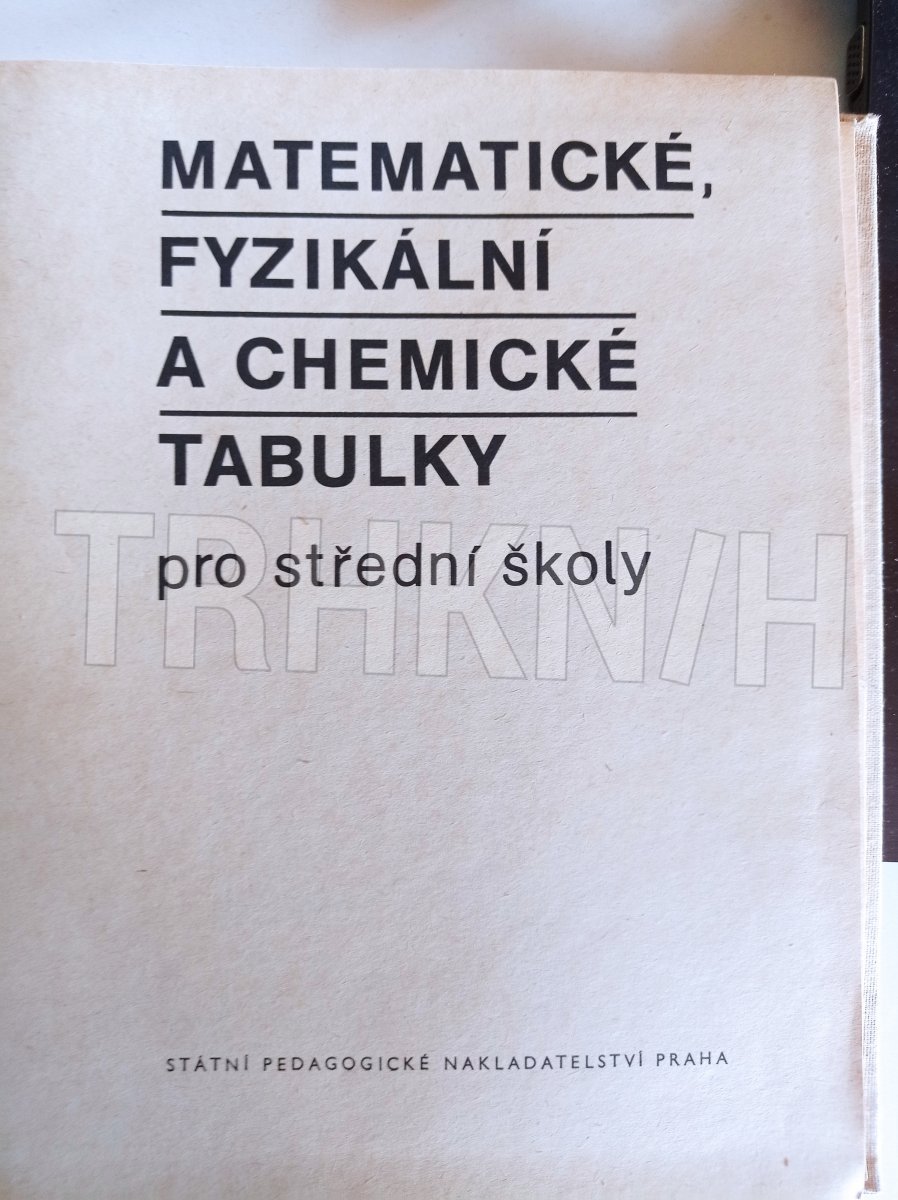 MATEMATICKÉ,
FYZIKÁLNÍ
A CHEMICKÉ
TABULKY
pro střední školy
TRHKN/H
STÁTNÍ PEDAGOGICKÉ NAKLADATELSTVÍ PRAHA